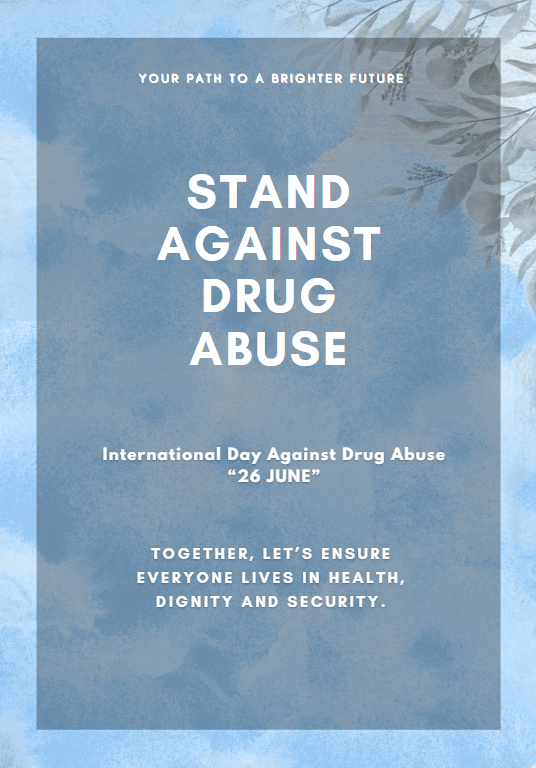 YOUR PATH TO A BRIGHTER FUTURE
STAND
AGAINST
DRUG
ABUSE
International Day Against Drug Abuse
“26 JUNE”
TOGETHER, LET’S ENSURE
EVERYONE LIVES IN HEALTH,
DIGNITY AND SECURITY.